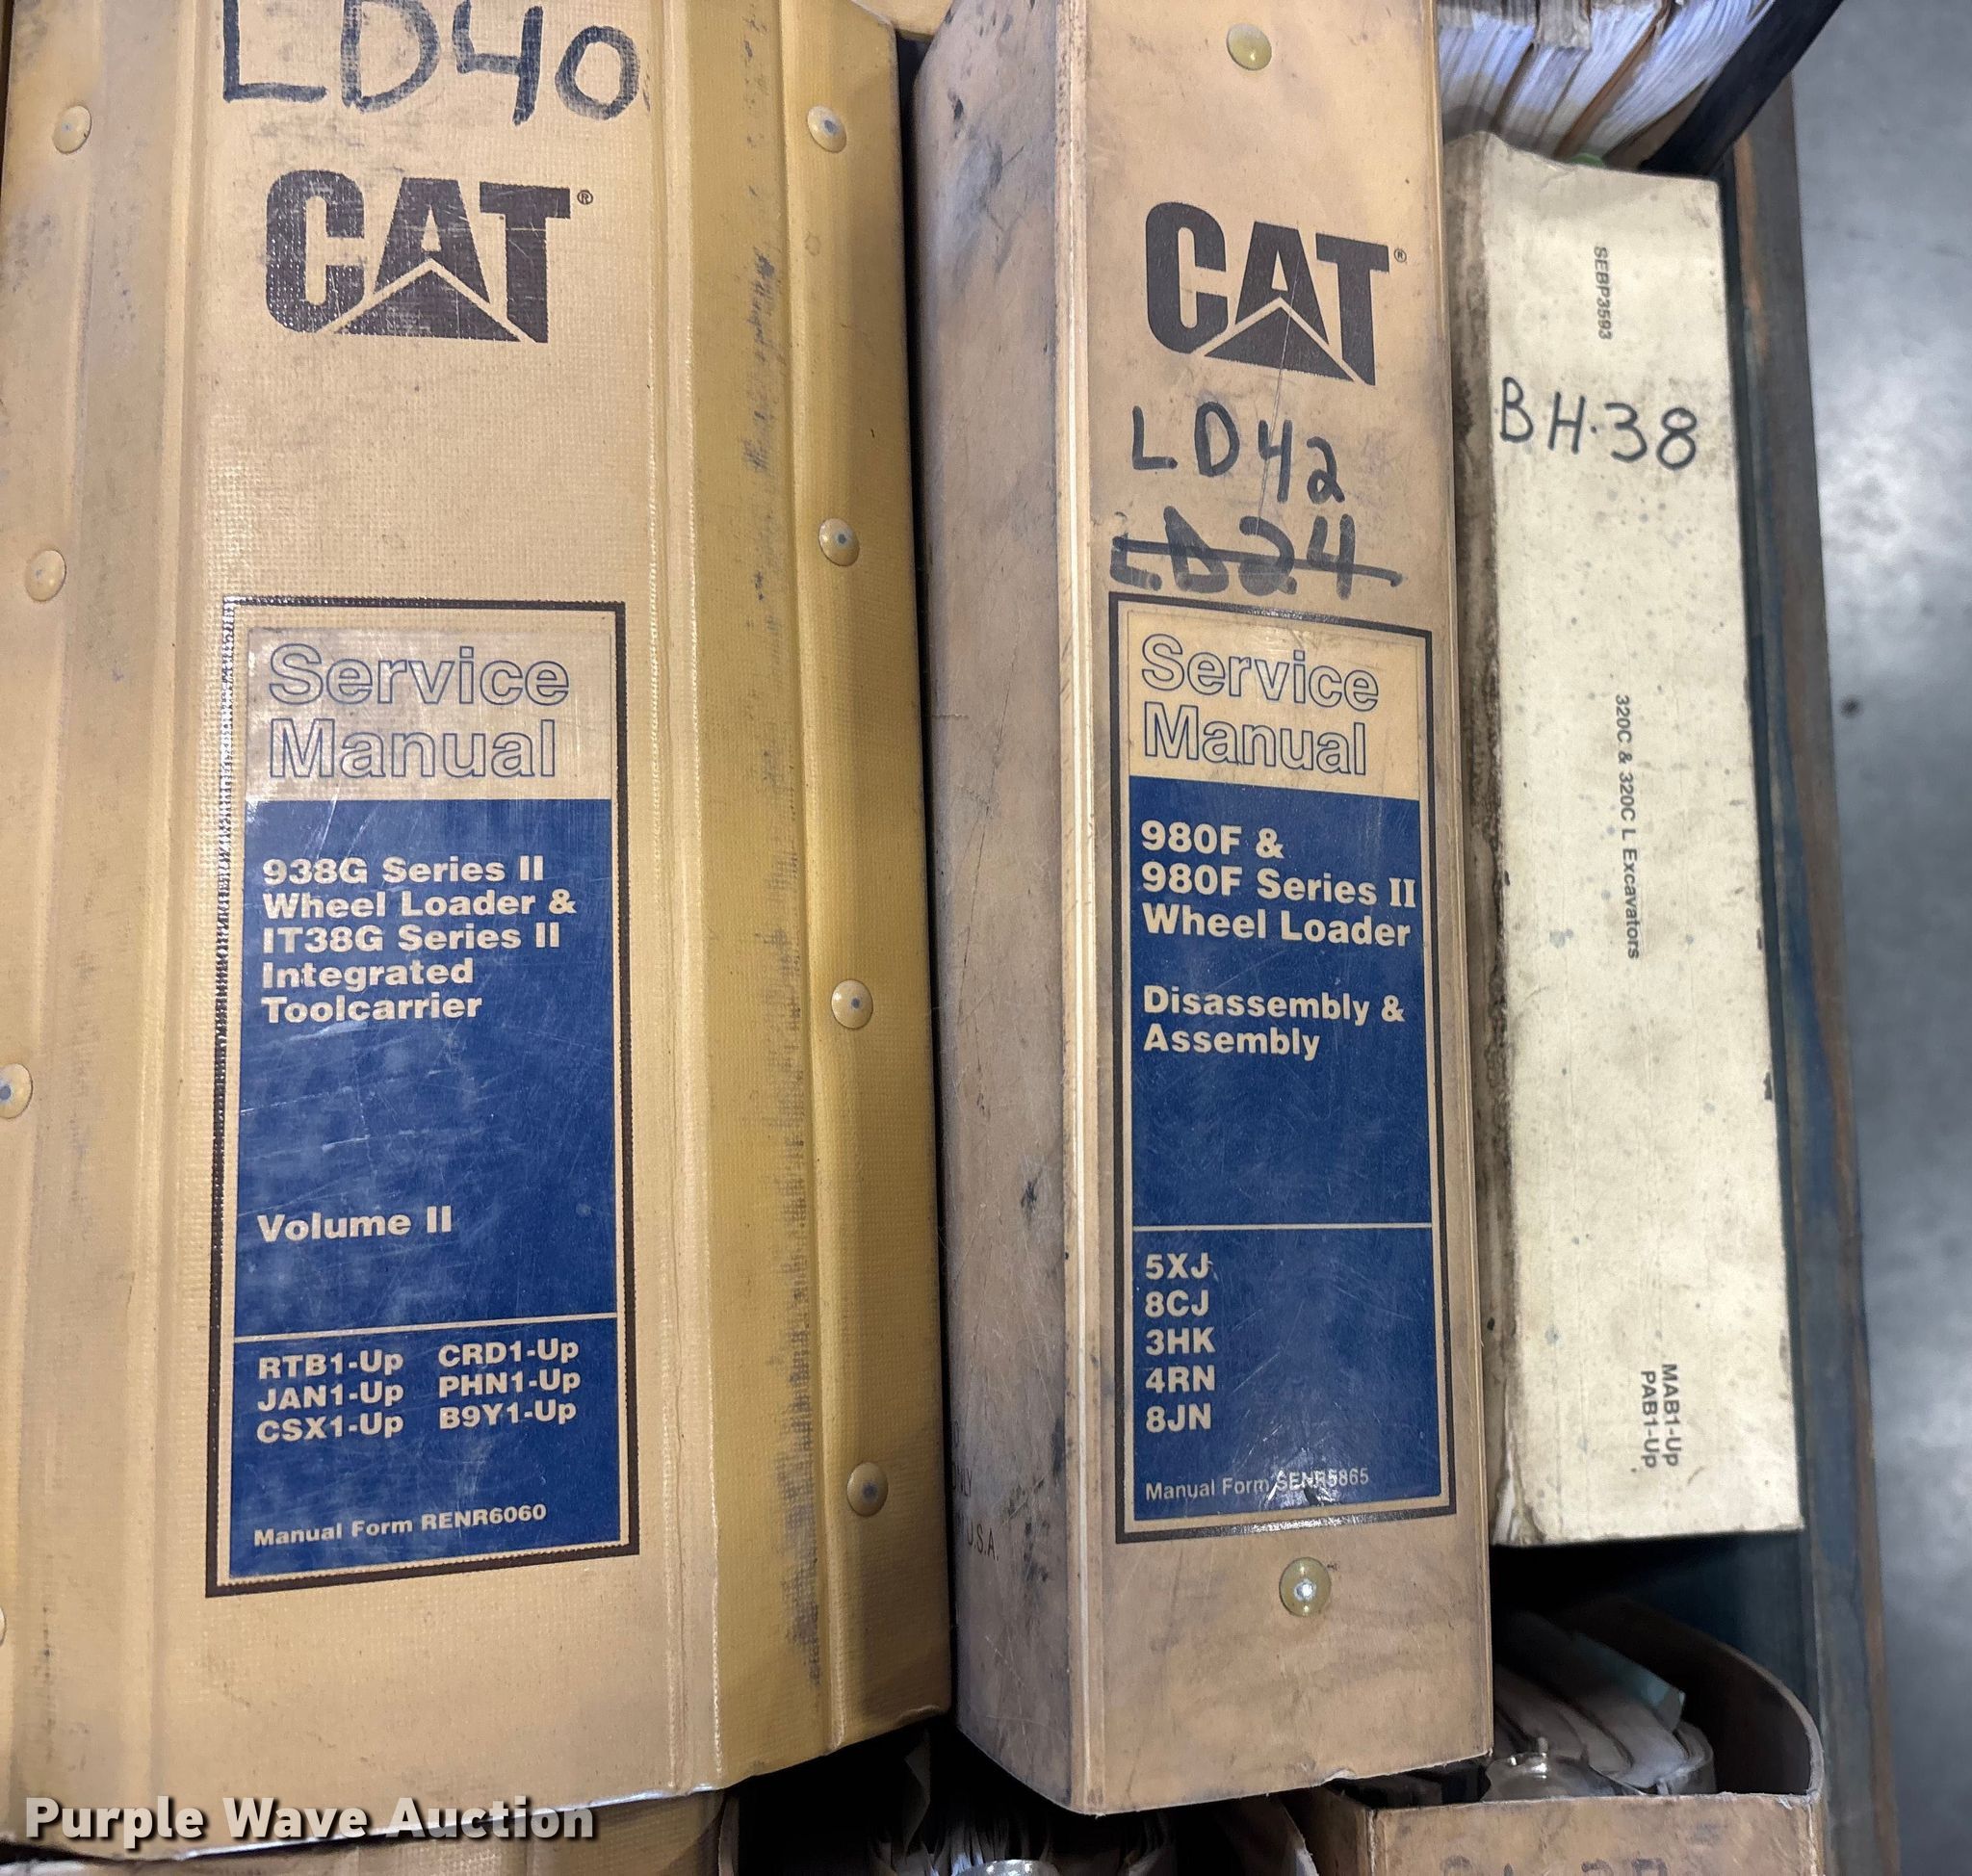 LD40
CAT®
Service
Manual
938G Series II
Wheel Loader &
IT38G Series II
Integrated
Toolcarrier
Volume II
RTB1-Up CRD1-Up
JAN1-Up PHN1-Up
CSX1-Up B9Y1-Up
Manual Form RENR6060
CAT®
LD42
LD24
Service
Manual
980F &
980F Series II
Wheel Loader
Disassembly &
Assembly
5XJ
8CJ
3HK
4RN
8JN
Manual Form SENR5865
U.S.A.
SEBP3593
BH-38
320C & 320C L Excavators
MAB1-Up
PAB1-Up
Purple Wave Auction